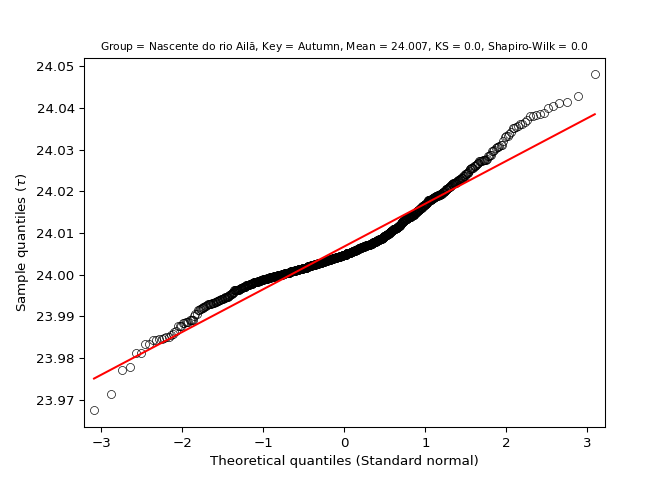 Group = Nascente do rio Ailã, Key = Autumn, Mean = 24.007, KS = 0.0, Shapiro-Wilk = 0.0
24.05
24.04
24.03
24.02
24.01
24.00
23.99
23.98
23.97
Sample quantiles (τ)
−3 −2 −1 0 1 2 3
Theoretical quantiles (Standard normal)